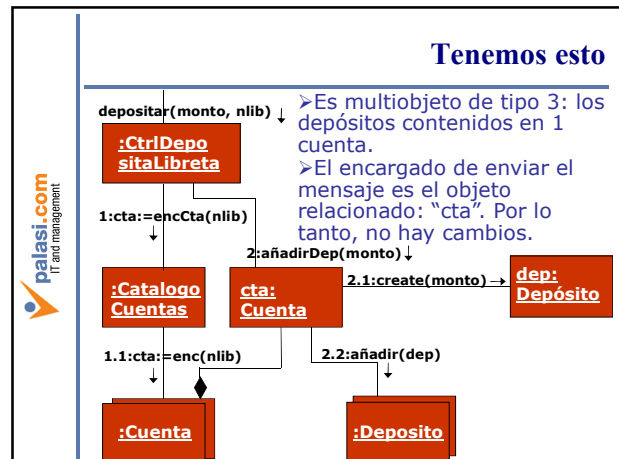 Tenemos esto
depositar(monto, nlib)
➢Es multiobjeto de tipo 3: los
depósitos contenidos en 1
cuenta.
➢El encargado de enviar el
mensaje es el objeto
relacionado: “cta”. Por lo
tanto, no hay cambios.
:CtrlDepo
sitaLibreta
1:cta:=encCta(nlib)
2:añadirDep(monto)
:Catalogo
Cuentas
cta:
Cuenta
2.1:create(monto)
dep:
Depósito
1.1:cta:=enc(nlib)
2.2:añadir(dep)
:Cuenta
:Deposito
palasi.com
IT and management